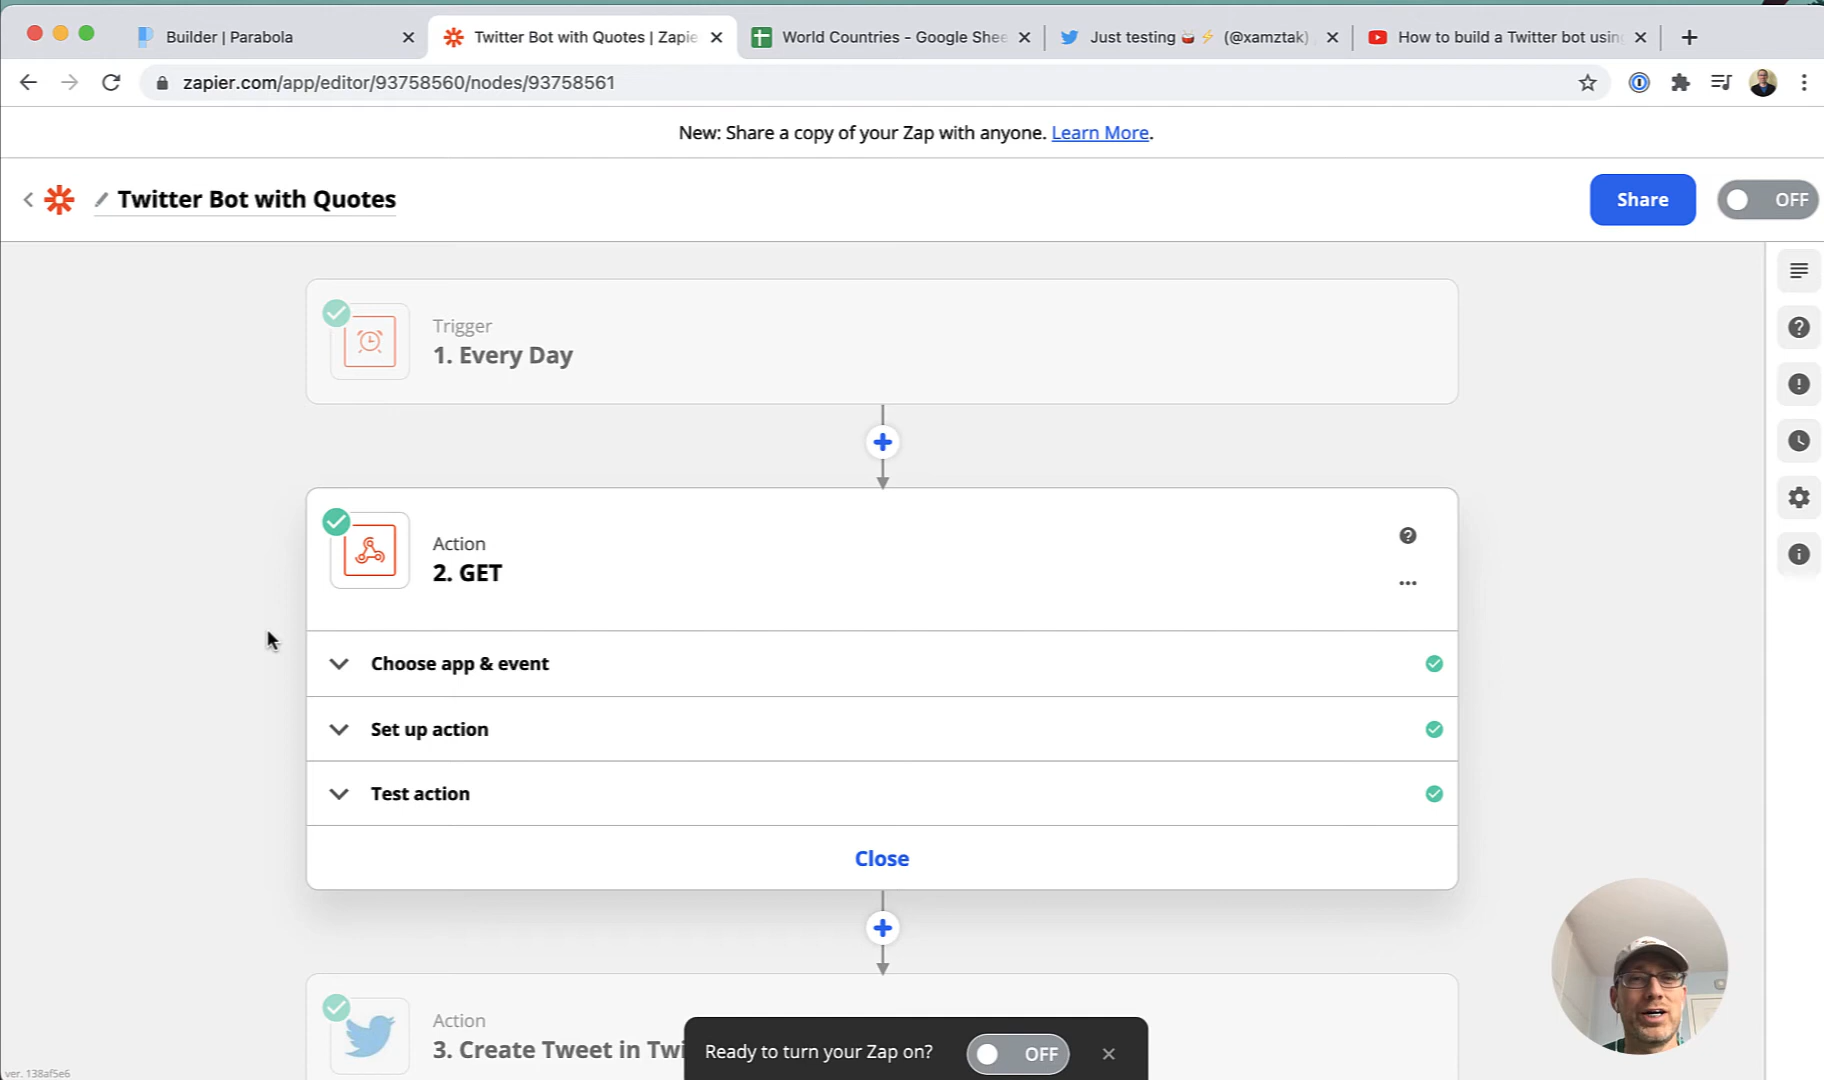 Builder | Parabola
Twitter Bot with Quotes | Zapie
World Countries - Google Shee
Just testing 🥁⚡ (@xamztak)
How to build a Twitter bot usin
zapier.com/app/editor/93758560/nodes/93758561
New: Share a copy of your Zap with anyone. Learn More.
Twitter Bot with Quotes
Share
OFF
Trigger
1. Every Day
Action
2. GET
Choose app & event
Set up action
Test action
Close
Action
3. Create Tweet in Twi
Ready to turn your Zap on?
OFF
ver. 138af5e6